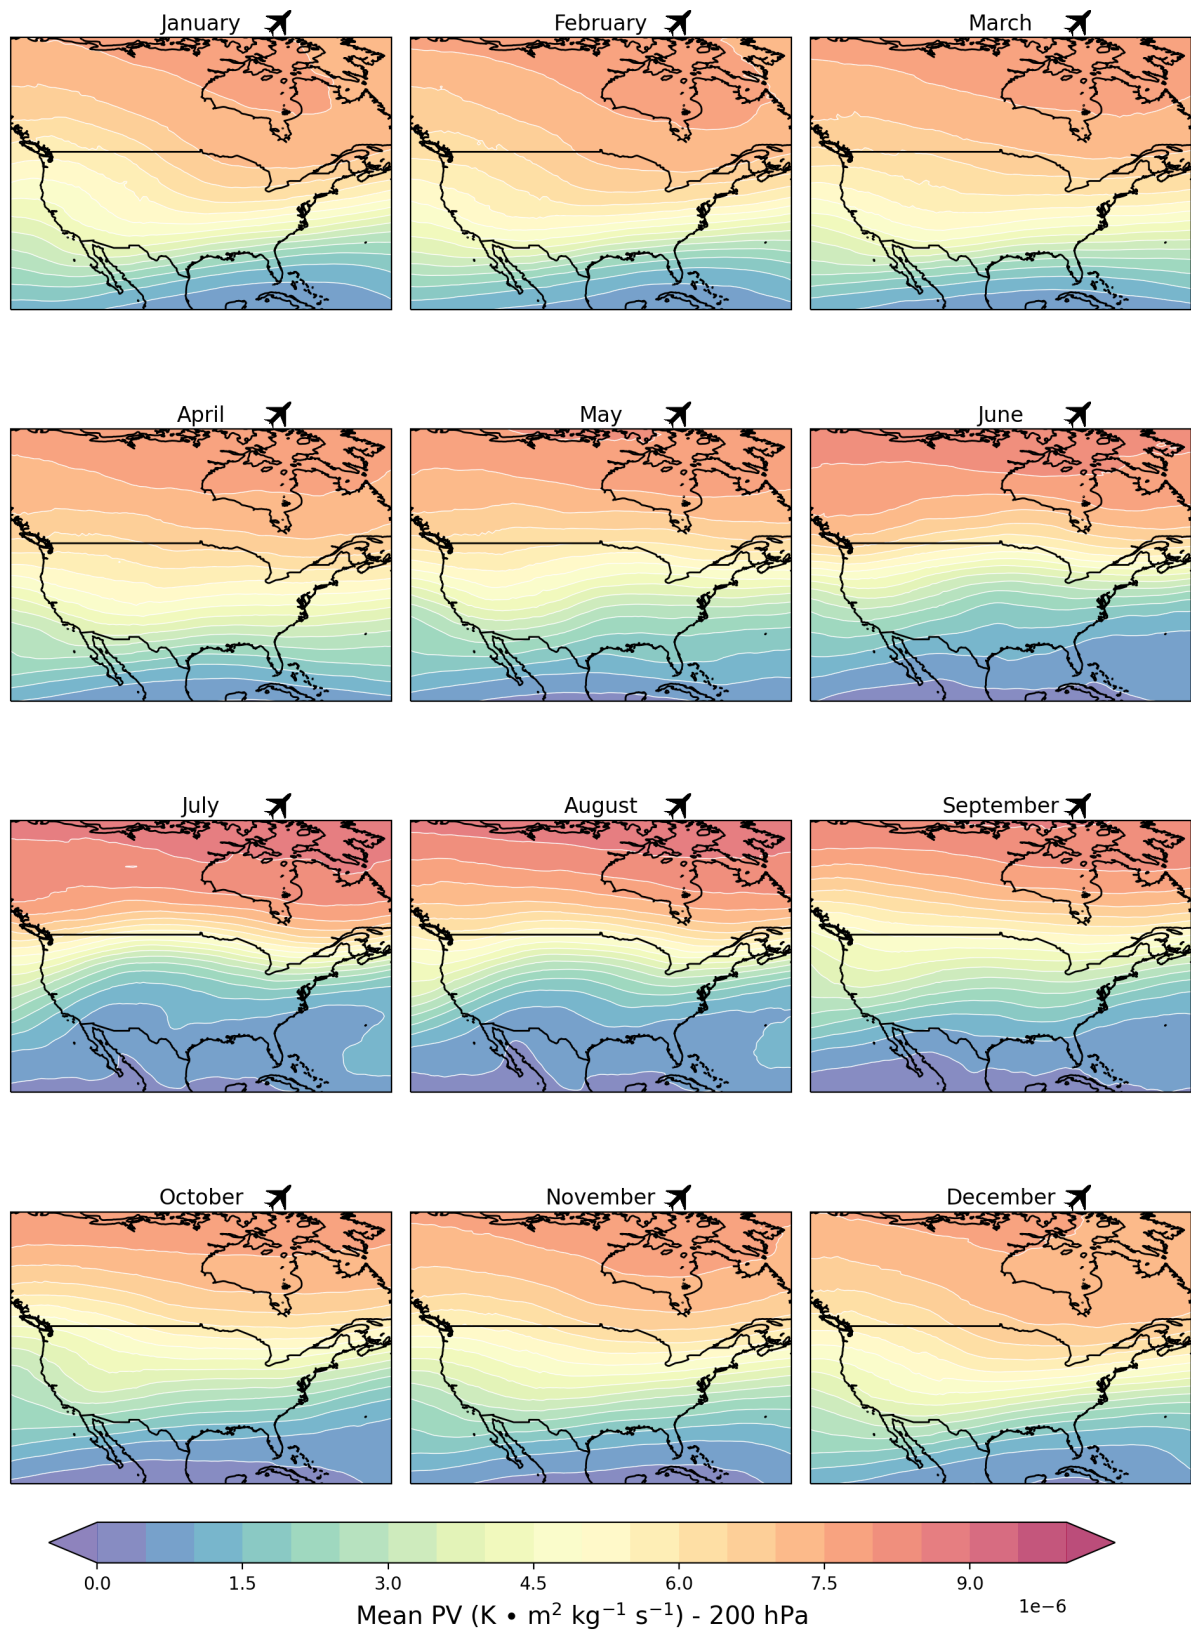 January ✈ February ✈ March ✈
April ✈ May ✈ June ✈
July ✈ August ✈ September ✈
October ✈ November ✈ December ✈
0.0 1.5 3.0 4.5 6.0 7.5 9.0
1e−6
Mean PV (K • m² kg⁻¹ s⁻¹) - 200 hPa